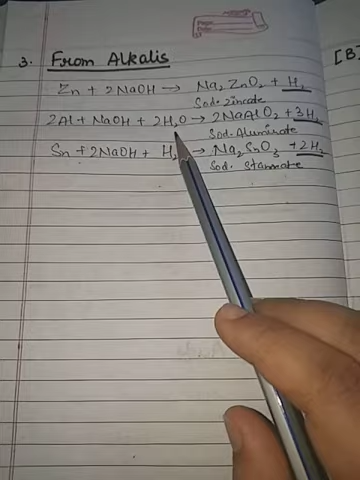 3. From Alkalis
[B]
Zn + 2NaOH → Na₂ZnO₂ + H₂
Sod. Zincate
2Al + NaOH + 2H₂O → 2NaAlO₂ + 3H₂
Sod. Aluminate
Sn + 2NaOH + H₂ → Na₂SnO₃ + 2H₂
Sod. Stannate